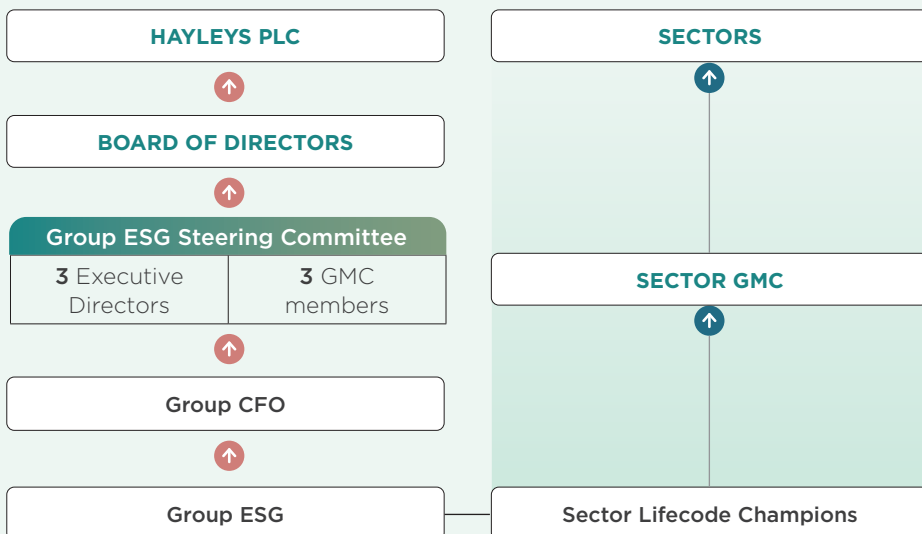 HAYLEYS PLC
BOARD OF DIRECTORS
Group ESG Steering Committee
3 Executive
Directors
3 GMC
members
Group CFO
Group ESG
SECTORS
SECTOR GMC
Sector Lifecode Champions